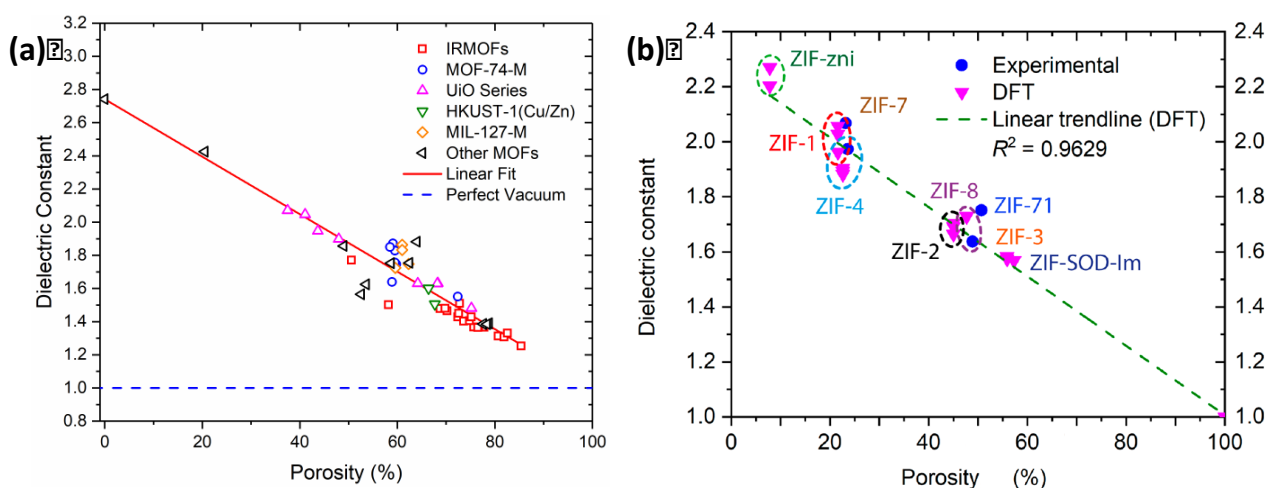 (a)
3.2
3.0
2.8
2.6
2.4
2.2
2.0
1.8
1.6
1.4
1.2
1.0
0.8
Dielectric Constant
IRMOFs
MOF-74-M
UiO Series
HKUST-1(Cu/Zn)
MIL-127-M
Other MOFs
Linear Fit
Perfect Vacuum
0 20 40 60 80 100
Porosity (%)
(b)
2.4
2.2
2.0
1.8
1.6
1.4
1.2
1.0
Dielectric constant
ZIF-zni
Experimental
DFT
Linear trendline (DFT)
R² = 0.9629
ZIF-7
ZIF-1
ZIF-4
ZIF-8
ZIF-71
ZIF-2
ZIF-3
ZIF-SOD-Im
2.4
2.2
2.0
1.8
1.6
1.4
1.2
1.0
0 20 40 60 80 100
Porosity (%)